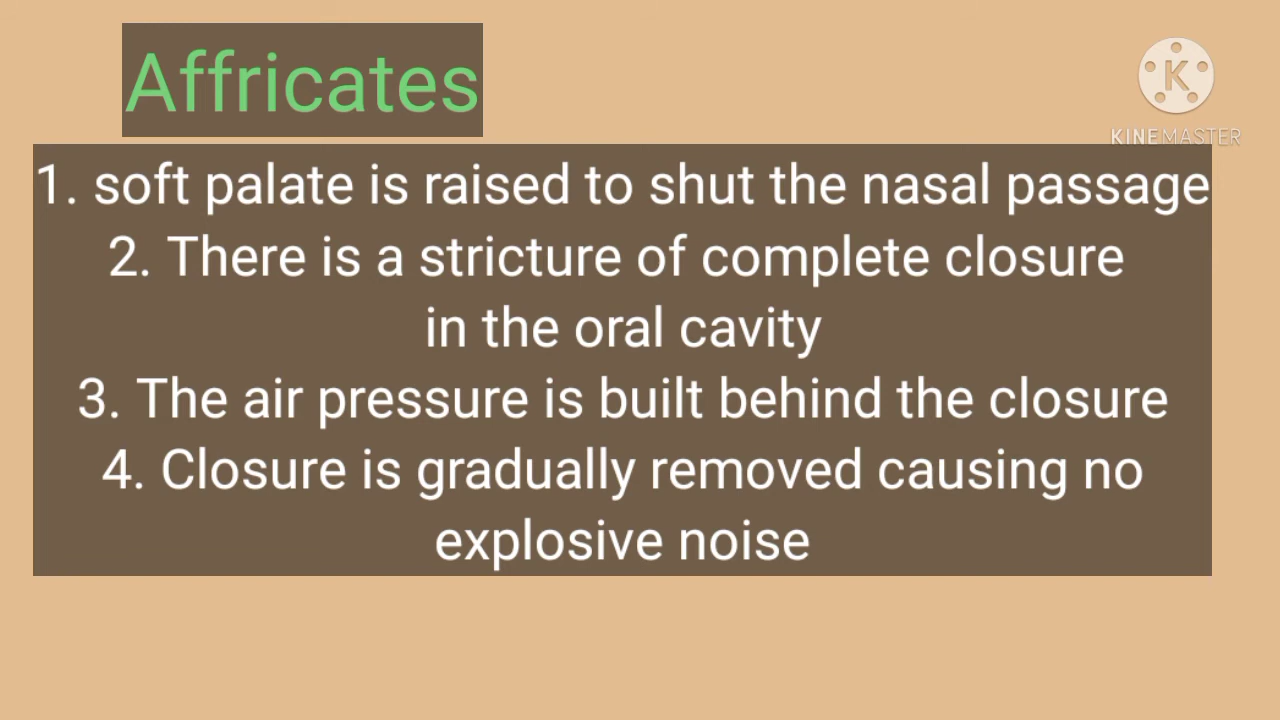 Affricates
KINEMASTER
1. soft palate is raised to shut the nasal passage
2. There is a stricture of complete closure
in the oral cavity
3. The air pressure is built behind the closure
4. Closure is gradually removed causing no
explosive noise